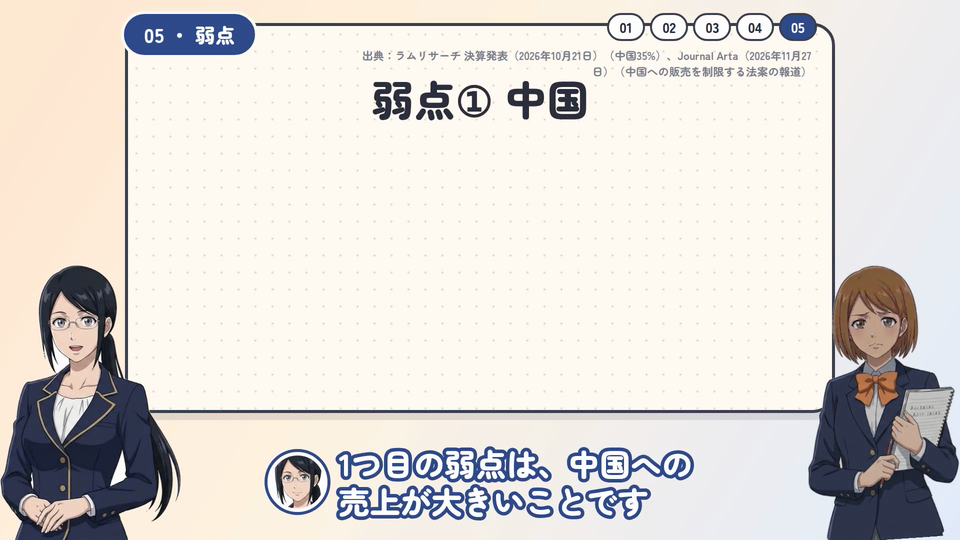 05 ・ 弱点
01 02 03 04 05
出典：ラムリサーチ 決算発表（2026年10月21日）（中国35%）、Journal Arta（2026年11月27
日）（中国への販売を制限する法案の報道）
弱点① 中国
1つ目の弱点は、中国への
売上が大きいことです